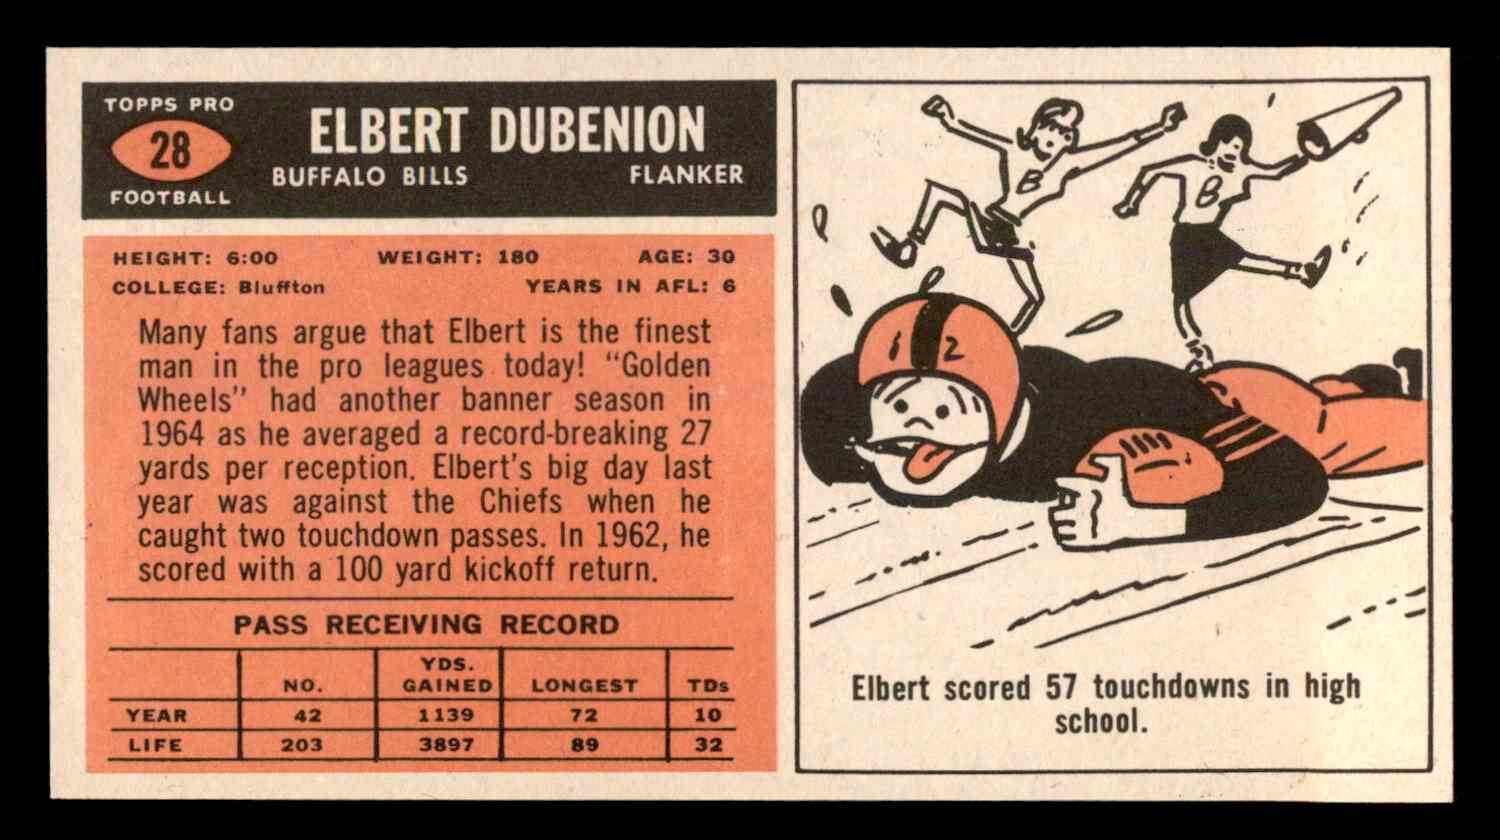 TOPPS PRO
28
FOOTBALL
ELBERT DUBENION
BUFFALO BILLS FLANKER
HEIGHT: 6:00 WEIGHT: 180 AGE: 30
COLLEGE: Bluffton YEARS IN AFL: 6
Many fans argue that Elbert is the finest
man in the pro leagues today! "Golden
Wheels" had another banner season in
1964 as he averaged a record-breaking 27
yards per reception. Elbert's big day last
year was against the Chiefs when he
caught two touchdown passes. In 1962, he
scored with a 100 yard kickoff return.
PASS RECEIVING RECORD
NO. YDS. GAINED LONGEST TDs
YEAR 42 1139 72 10
LIFE 203 3897 89 32
B
B
1 2
Elbert scored 57 touchdowns in high
school.